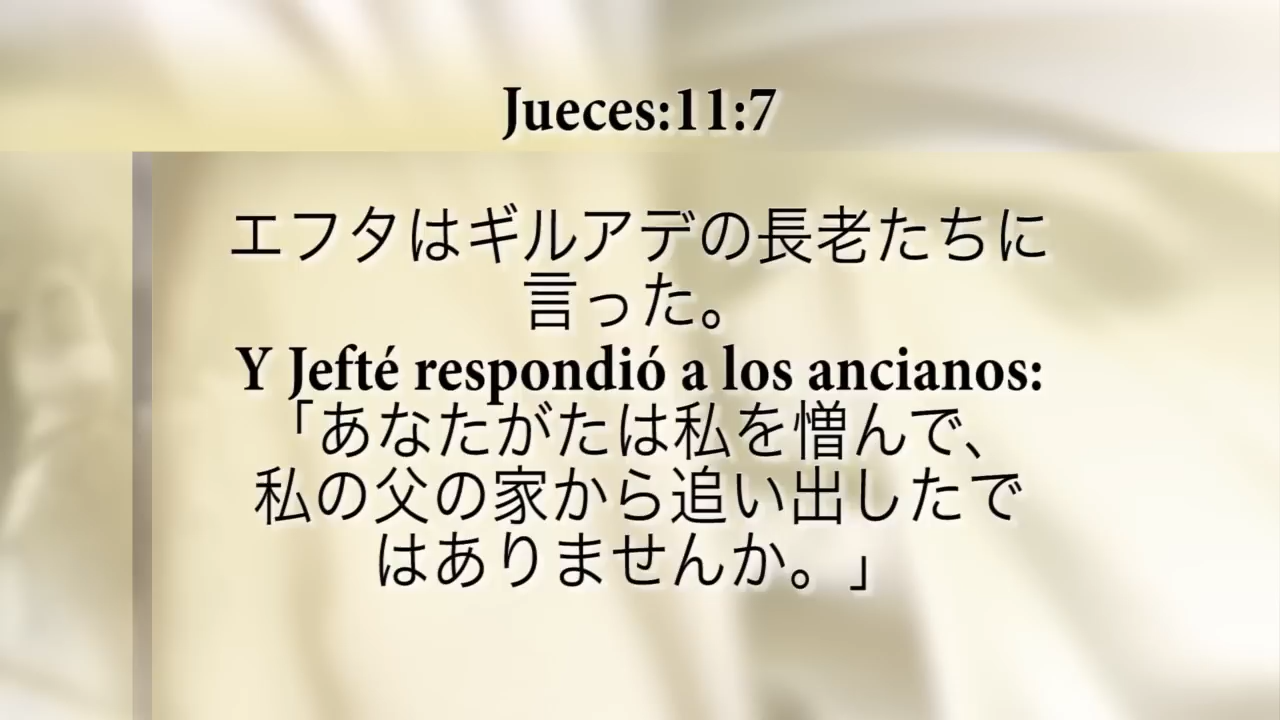 Jueces:11:7
エフタはギルアデの長老たちに
言った。
Y Jefté respondió a los ancianos:
「あなたがたは私を憎んで、
私の父の家から追い出したで
はありませんか。」